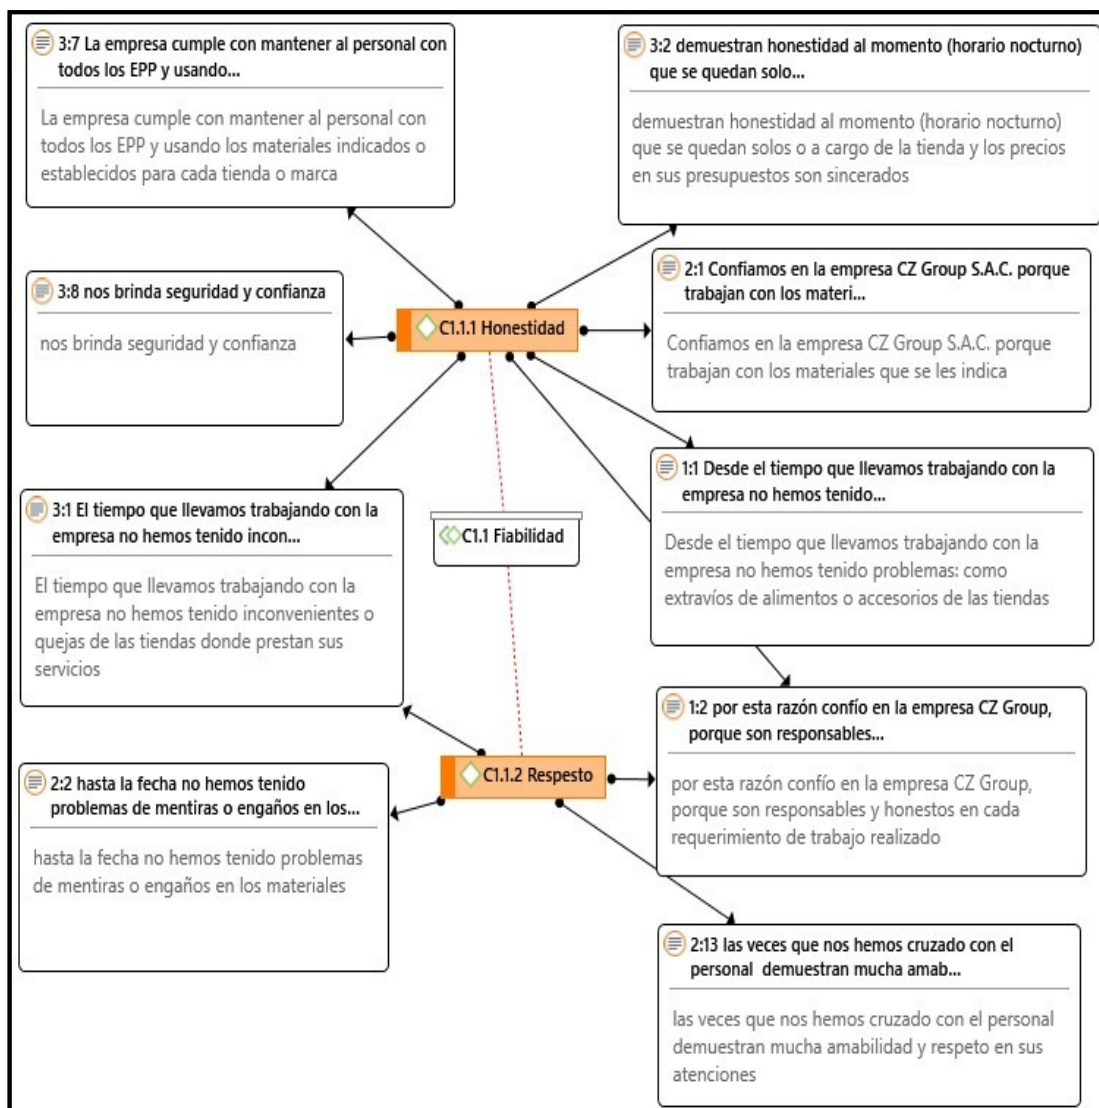 3:7 La empresa cumple con mantener al personal con
todos los EPP y usando...
La empresa cumple con mantener al personal con
todos los EPP y usando los materiales indicados o
establecidos para cada tienda o marca
3:2 demuestran honestidad al momento (horario nocturno)
que se quedan solo...
demuestran honestidad al momento (horario nocturno)
que se quedan solos o a cargo de la tienda y los precios
en sus presupuestos son sincerados
3:8 nos brinda seguridad y confianza
nos brinda seguridad y confianza
C1.1.1 Honestidad
2:1 Confiamos en la empresa CZ Group S.A.C. porque
trabajan con los materi...
Confiamos en la empresa CZ Group S.A.C. porque
trabajan con los materiales que se les indica
3:1 El tiempo que llevamos trabajando con la
empresa no hemos tenido incon...
El tiempo que llevamos trabajando con la
empresa no hemos tenido inconvenientes o
quejas de las tiendas donde prestan sus
servicios
C1.1 Fiabilidad
1:1 Desde el tiempo que llevamos trabajando con la
empresa no hemos tenido...
Desde el tiempo que llevamos trabajando con la
empresa no hemos tenido problemas: como
extravíos de alimentos o accesorios de las tiendas
C1.1.2 Respesto
1:2 por esta razón confío en la empresa CZ Group,
porque son responsables...
por esta razón confío en la empresa CZ Group,
porque son responsables y honestos en cada
requerimiento de trabajo realizado
2:2 hasta la fecha no hemos tenido
problemas de mentiras o engaños en los...
hasta la fecha no hemos tenido problemas
de mentiras o engaños en los materiales
2:13 las veces que nos hemos cruzado con el
personal demuestran mucha amab...
las veces que nos hemos cruzado con el personal
demuestran mucha amabilidad y respeto en sus
atenciones